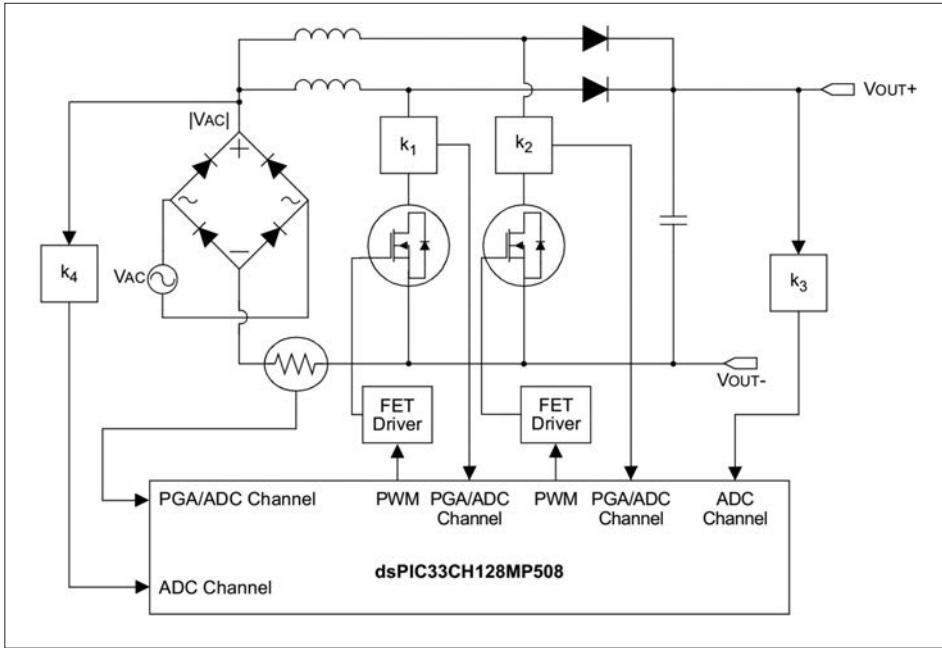 VOUT+
|VAC|
k1
k2
k4
VAC
k3
VOUT-
FET
Driver
FET
Driver
PGA/ADC Channel
PWM
PGA/ADC
Channel
PWM
PGA/ADC
Channel
ADC
Channel
dsPIC33CH128MP508
ADC Channel